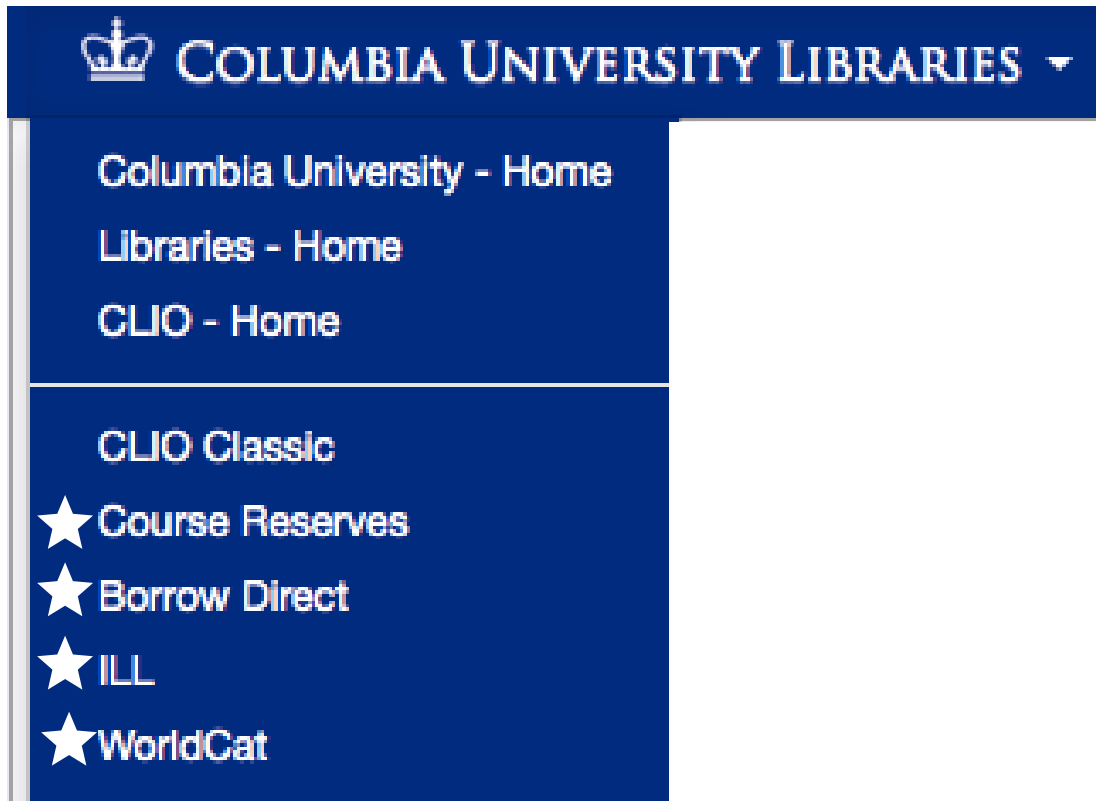 COLUMBIA UNIVERSITY LIBRARIES
Columbia University - Home
Libraries - Home
CLIO - Home
CLIO Classic
Course Reserves
Borrow Direct
ILL
WorldCat